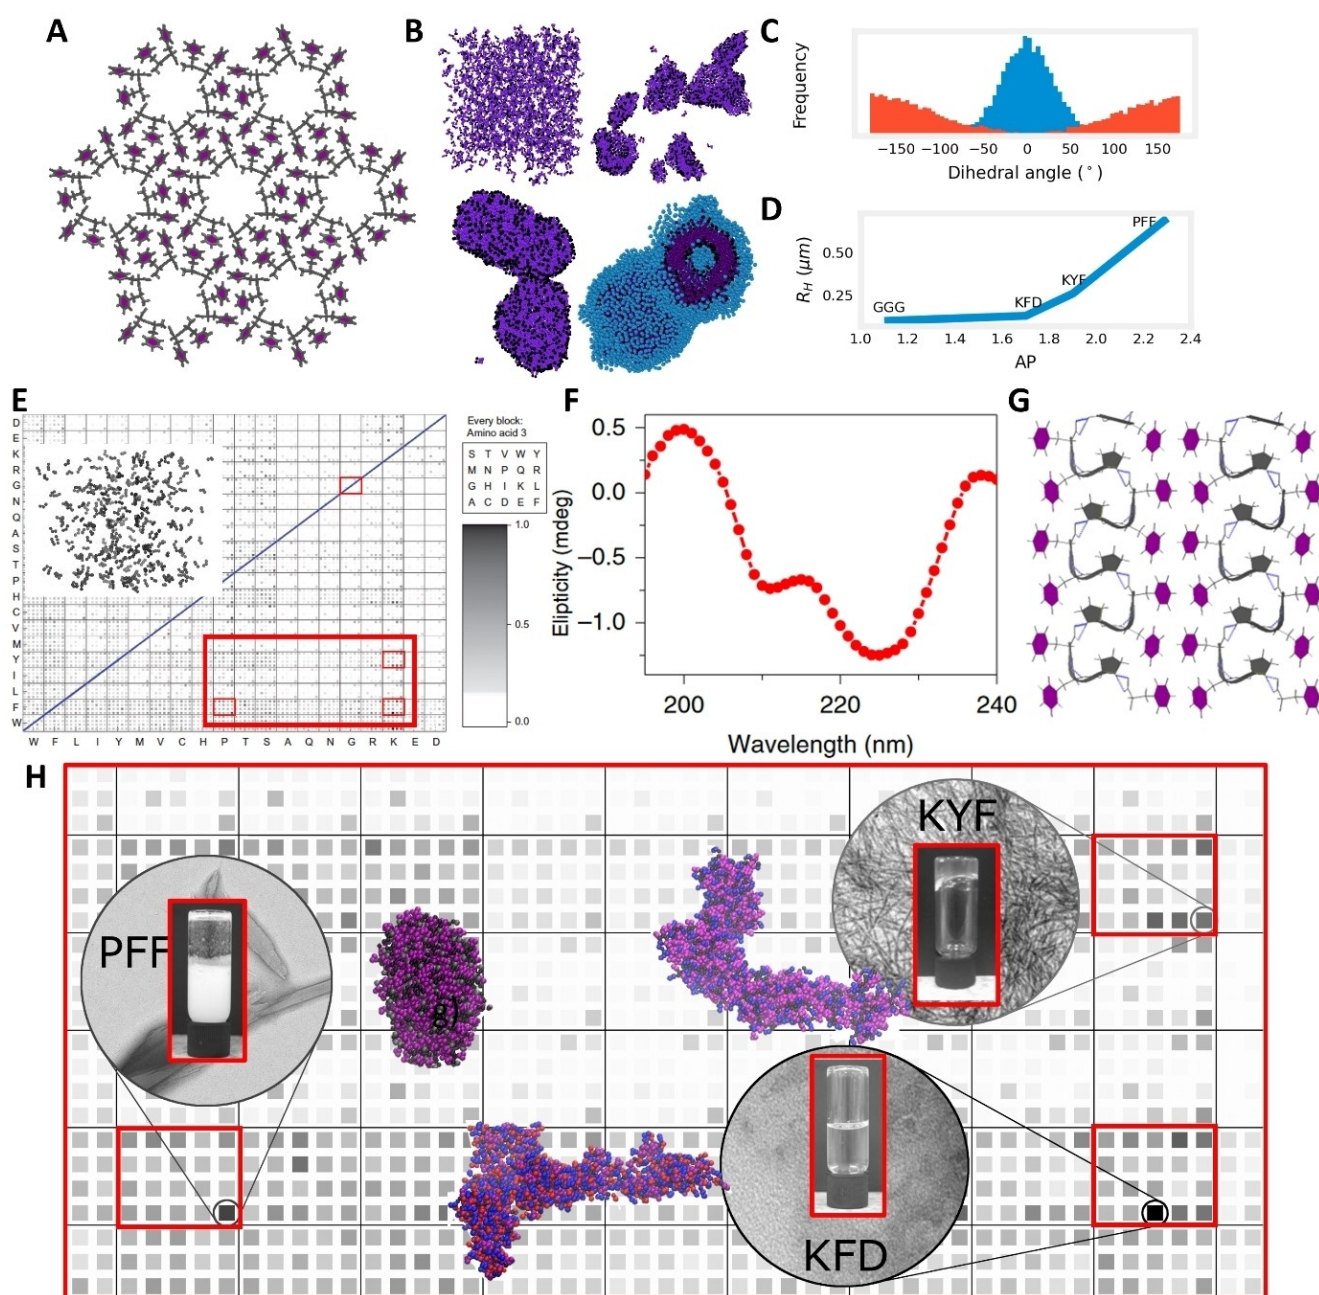 A
B
C
Frequency
−150 −100 −50 0 50 100 150
Dihedral angle (°)
D
R_H (μm)
0.50
0.25
GGG
KFD
KYF
PFF
1.0 1.2 1.4 1.6 1.8 2.0 2.2 2.4
AP
E
D
E
K
R
G
N
Q
A
S
T
P
H
C
V
M
Y
I
L
F
W
W F L I Y M V C H P T S A Q N G R K E D
Every block:
Amino acid 3
S T V W Y
M N P Q R
G H I K L
A C D E F
1.0
0.5
0.0
F
Elipticity (mdeg)
0.5
0.0
−0.5
−1.0
200 220 240
Wavelength (nm)
G
H
PFF
g)
KYF
KFD